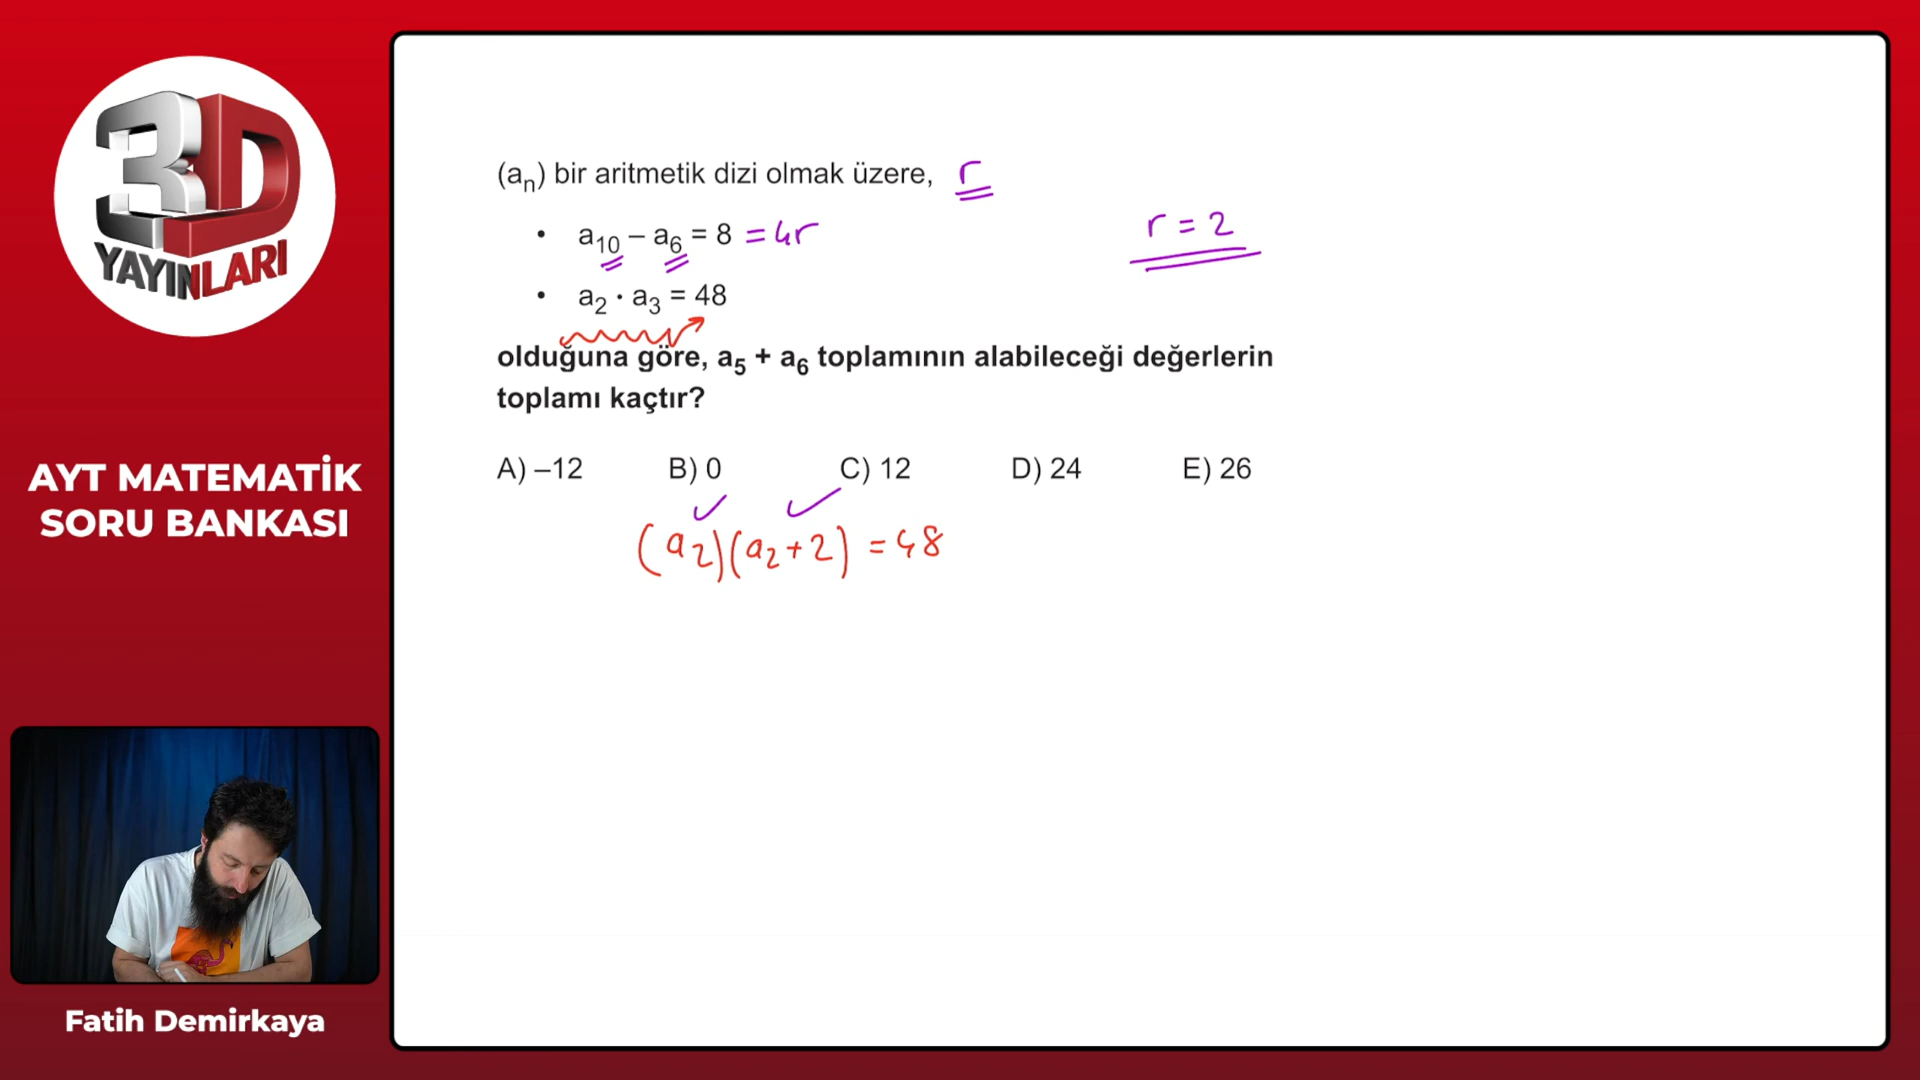 3D
YAYINLARI
AYT MATEMATİK
SORU BANKASI
Fatih Demirkaya
(aₙ) bir aritmetik dizi olmak üzere, r
• a₁₀ – a₆ = 8 = 4r
r = 2
• a₂ · a₃ = 48
olduğuna göre, a₅ + a₆ toplamının alabileceği değerlerin
toplamı kaçtır?
A) –12 B) 0 C) 12 D) 24 E) 26
(a₂)(a₂+2) = 48